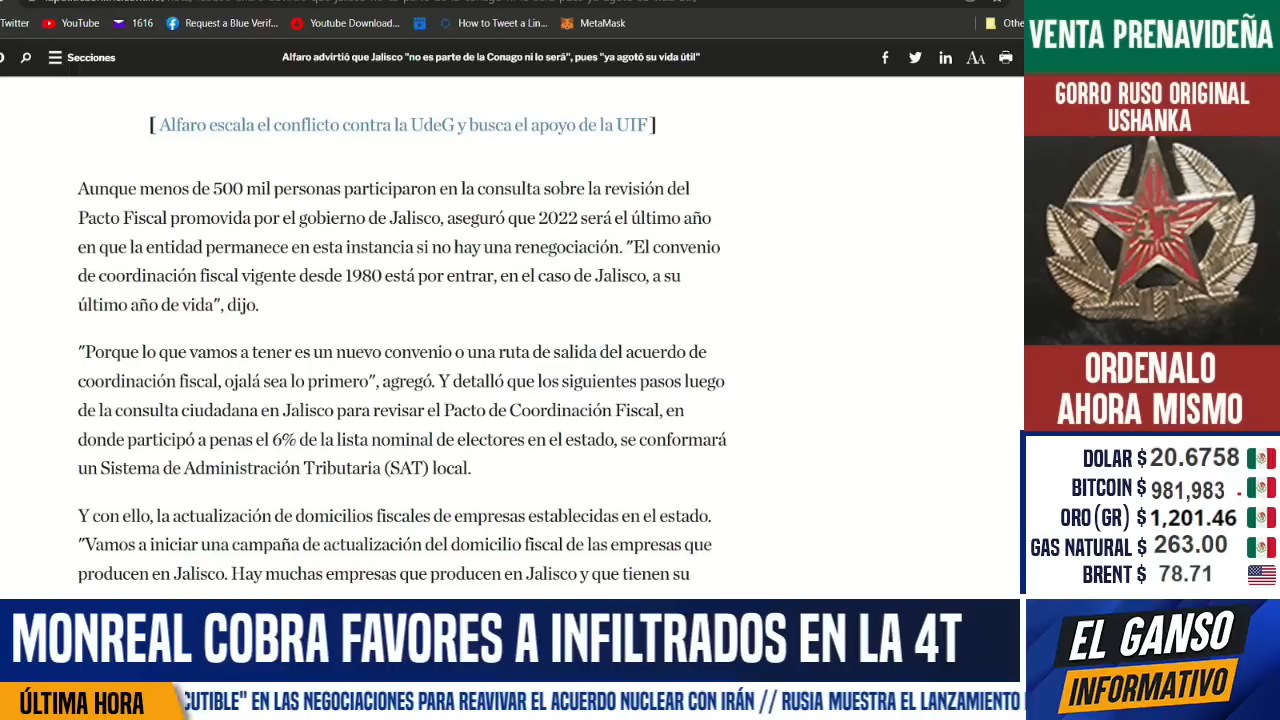 Twitter
YouTube
1616
Request a Blue Verif...
Youtube Download...
How to Tweet a Lin...
MetaMask
Othe
Secciones
Alfaro advirtió que Jalisco "no es parte de la Conago ni lo será", pues "ya agotó su vida útil"
[ Alfaro escala el conflicto contra la UdeG y busca el apoyo de la UIF ]
Aunque menos de 500 mil personas participaron en la consulta sobre la revisión del
Pacto Fiscal promovida por el gobierno de Jalisco, aseguró que 2022 será el último año
en que la entidad permanece en esta instancia si no hay una renegociación. "El convenio
de coordinación fiscal vigente desde 1980 está por entrar, en el caso de Jalisco, a su
último año de vida", dijo.
"Porque lo que vamos a tener es un nuevo convenio o una ruta de salida del acuerdo de
coordinación fiscal, ojalá sea lo primero", agregó. Y detalló que los siguientes pasos luego
de la consulta ciudadana en Jalisco para revisar el Pacto de Coordinación Fiscal, en
donde participó a penas el 6% de la lista nominal de electores en el estado, se conformará
un Sistema de Administración Tributaria (SAT) local.
Y con ello, la actualización de domicilios fiscales de empresas establecidas en el estado.
"Vamos a iniciar una campaña de actualización del domicilio fiscal de las empresas que
producen en Jalisco. Hay muchas empresas que producen en Jalisco y que tienen su
VENTA PRENAVIDEÑA
GORRO RUSO ORIGINAL
USHANKA
4T
ORDENALO
AHORA MISMO
DOLAR $ 20.6758
BITCOIN $ 981,983
ORO (GR) $ 1,201.46
GAS NATURAL $ 263.00
BRENT $ 78.71
MONREAL COBRA FAVORES A INFILTRADOS EN LA 4T
EL GANSO
INFORMATIVO
ÚLTIMA HORA
CUTIBLE" EN LAS NEGOCIACIONES PARA REAVIVAR EL ACUERDO NUCLEAR CON IRÁN // RUSIA MUESTRA EL LANZAMIENTO